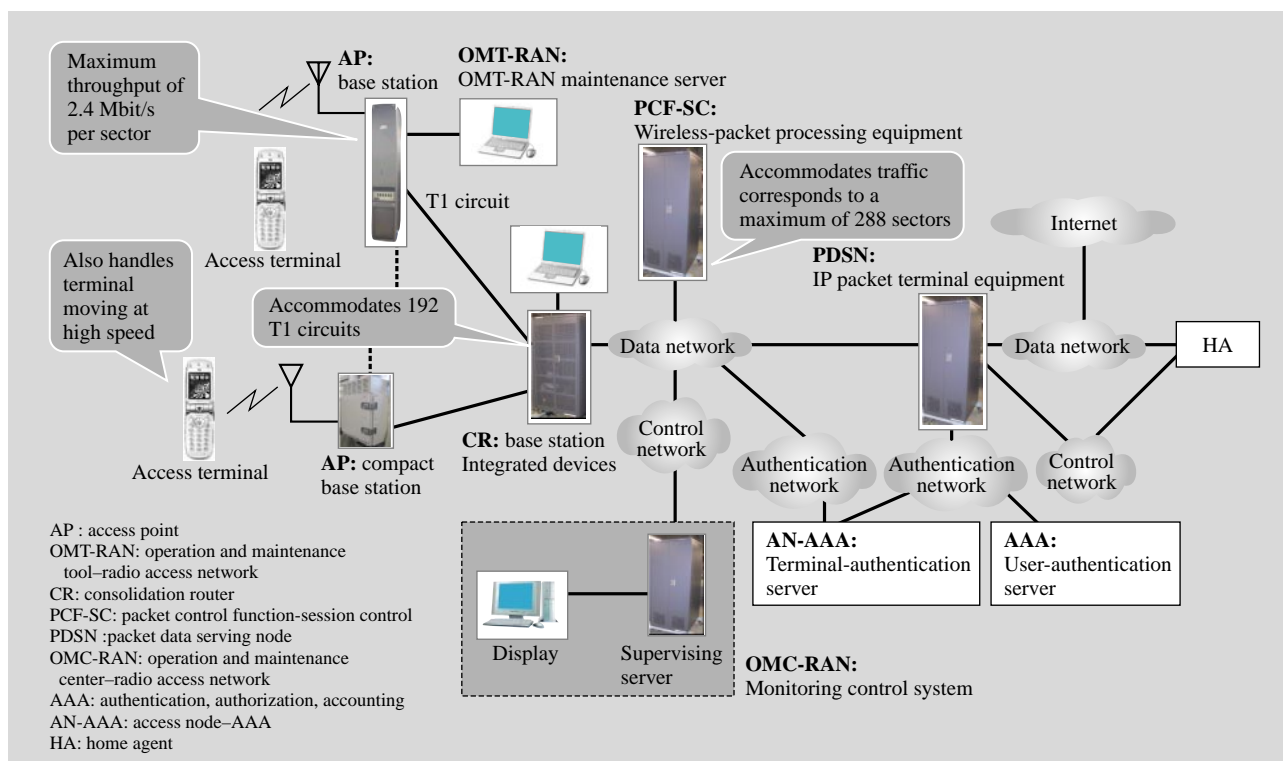 Maximum
throughput of
2.4 Mbit/s
per sector
AP:
base station
OMT-RAN:
OMT-RAN maintenance server
PCF-SC:
Wireless-packet processing equipment
Accommodates traffic
corresponds to a
maximum of 288 sectors
T1 circuit
Access terminal
Internet
Also handles
terminal
moving at
high speed
Accommodates 192
T1 circuits
PDSN:
IP packet terminal equipment
Data network
Data network
HA
Access terminal
AP: compact
base station
CR: base station
Integrated devices
Control
network
Authentication
network
Authentication
network
Control
network
AN-AAA:
Terminal-authentication
server
AAA:
User-authentication
server
Display
Supervising
server
OMC-RAN:
Monitoring control system
AP : access point
OMT-RAN: operation and maintenance
tool–radio access network
CR: consolidation router
PCF-SC: packet control function-session control
PDSN :packet data serving node
OMC-RAN: operation and maintenance
center–radio access network
AAA: authentication, authorization, accounting
AN-AAA: access node–AAA
HA: home agent